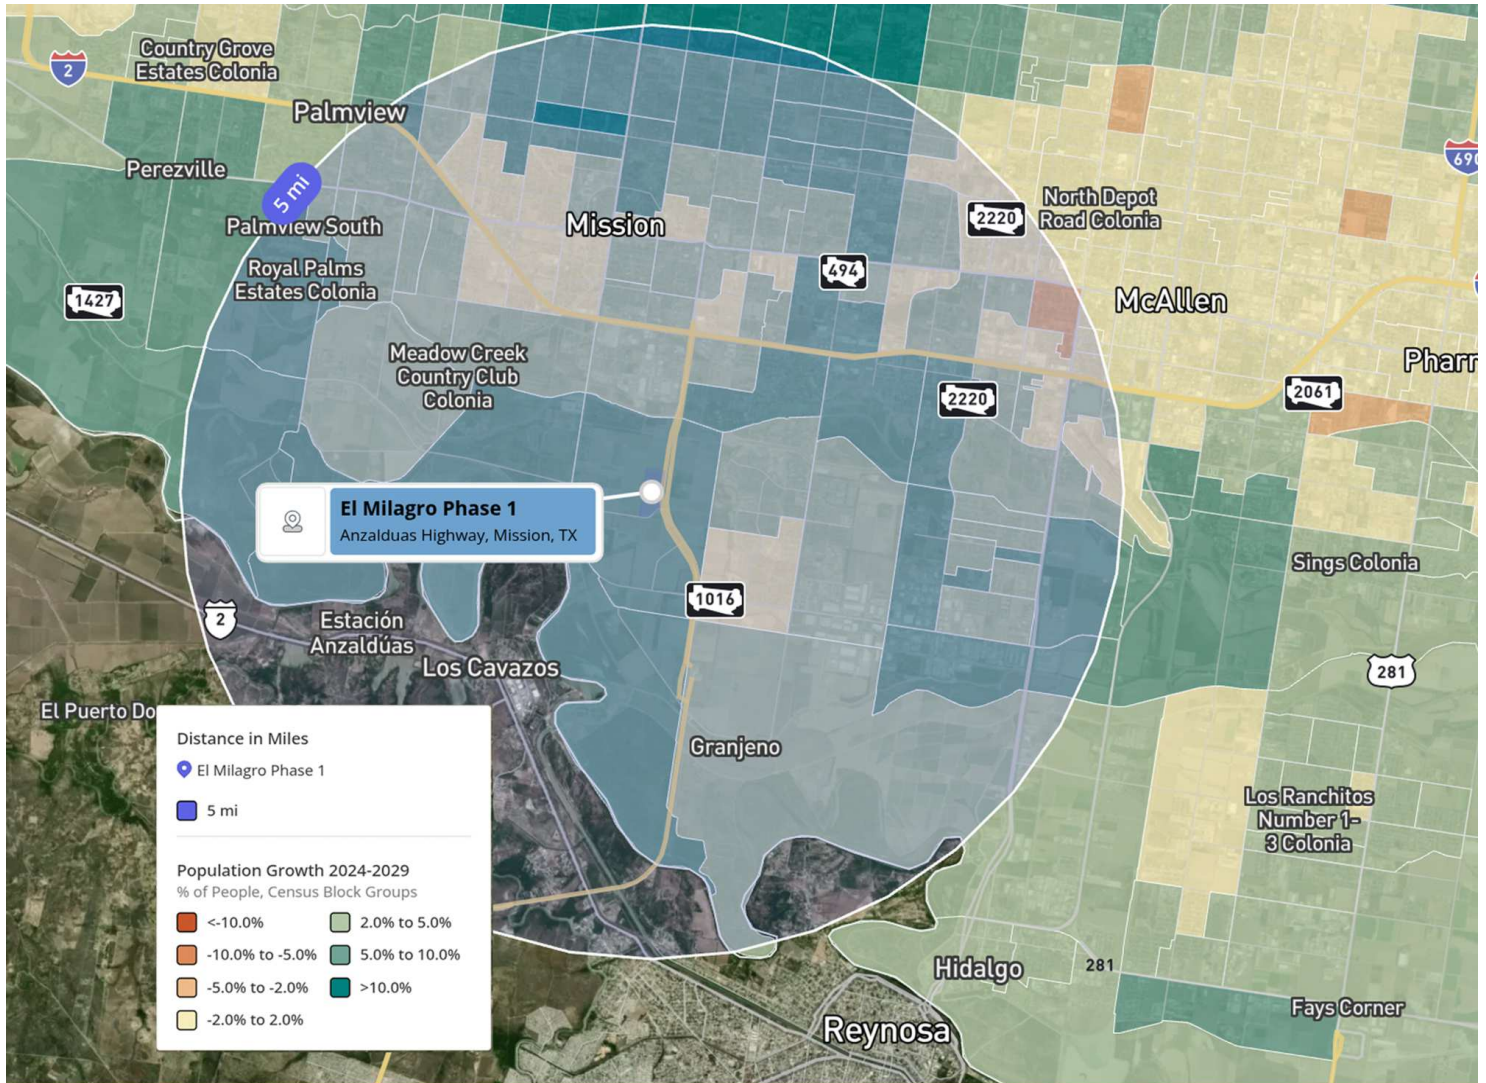 Country Grove
Estates Colonia
2
Palmview
Perezville
5 mi
Palmview South
Royal Palms
Estates Colonia
1427
Mission
2220
North Depot
Road Colonia
494
McAllen
Meadow Creek
Country Club
Colonia
2220
2061
El Milagro Phase 1
Anzalduas Highway, Mission, TX
Sings Colonia
1016
2
Estación
Anzaldúas
Los Cavazos
281
El Puerto Do
Granjeno
Los Ranchitos
Number 1-
3 Colonia
Distance in Miles
El Milagro Phase 1
5 mi
Population Growth 2024-2029
% of People, Census Block Groups
<-10.0%
-10.0% to -5.0%
-5.0% to -2.0%
-2.0% to 2.0%
2.0% to 5.0%
5.0% to 10.0%
>10.0%
Hidalgo
281
Fays Corner
Reynosa